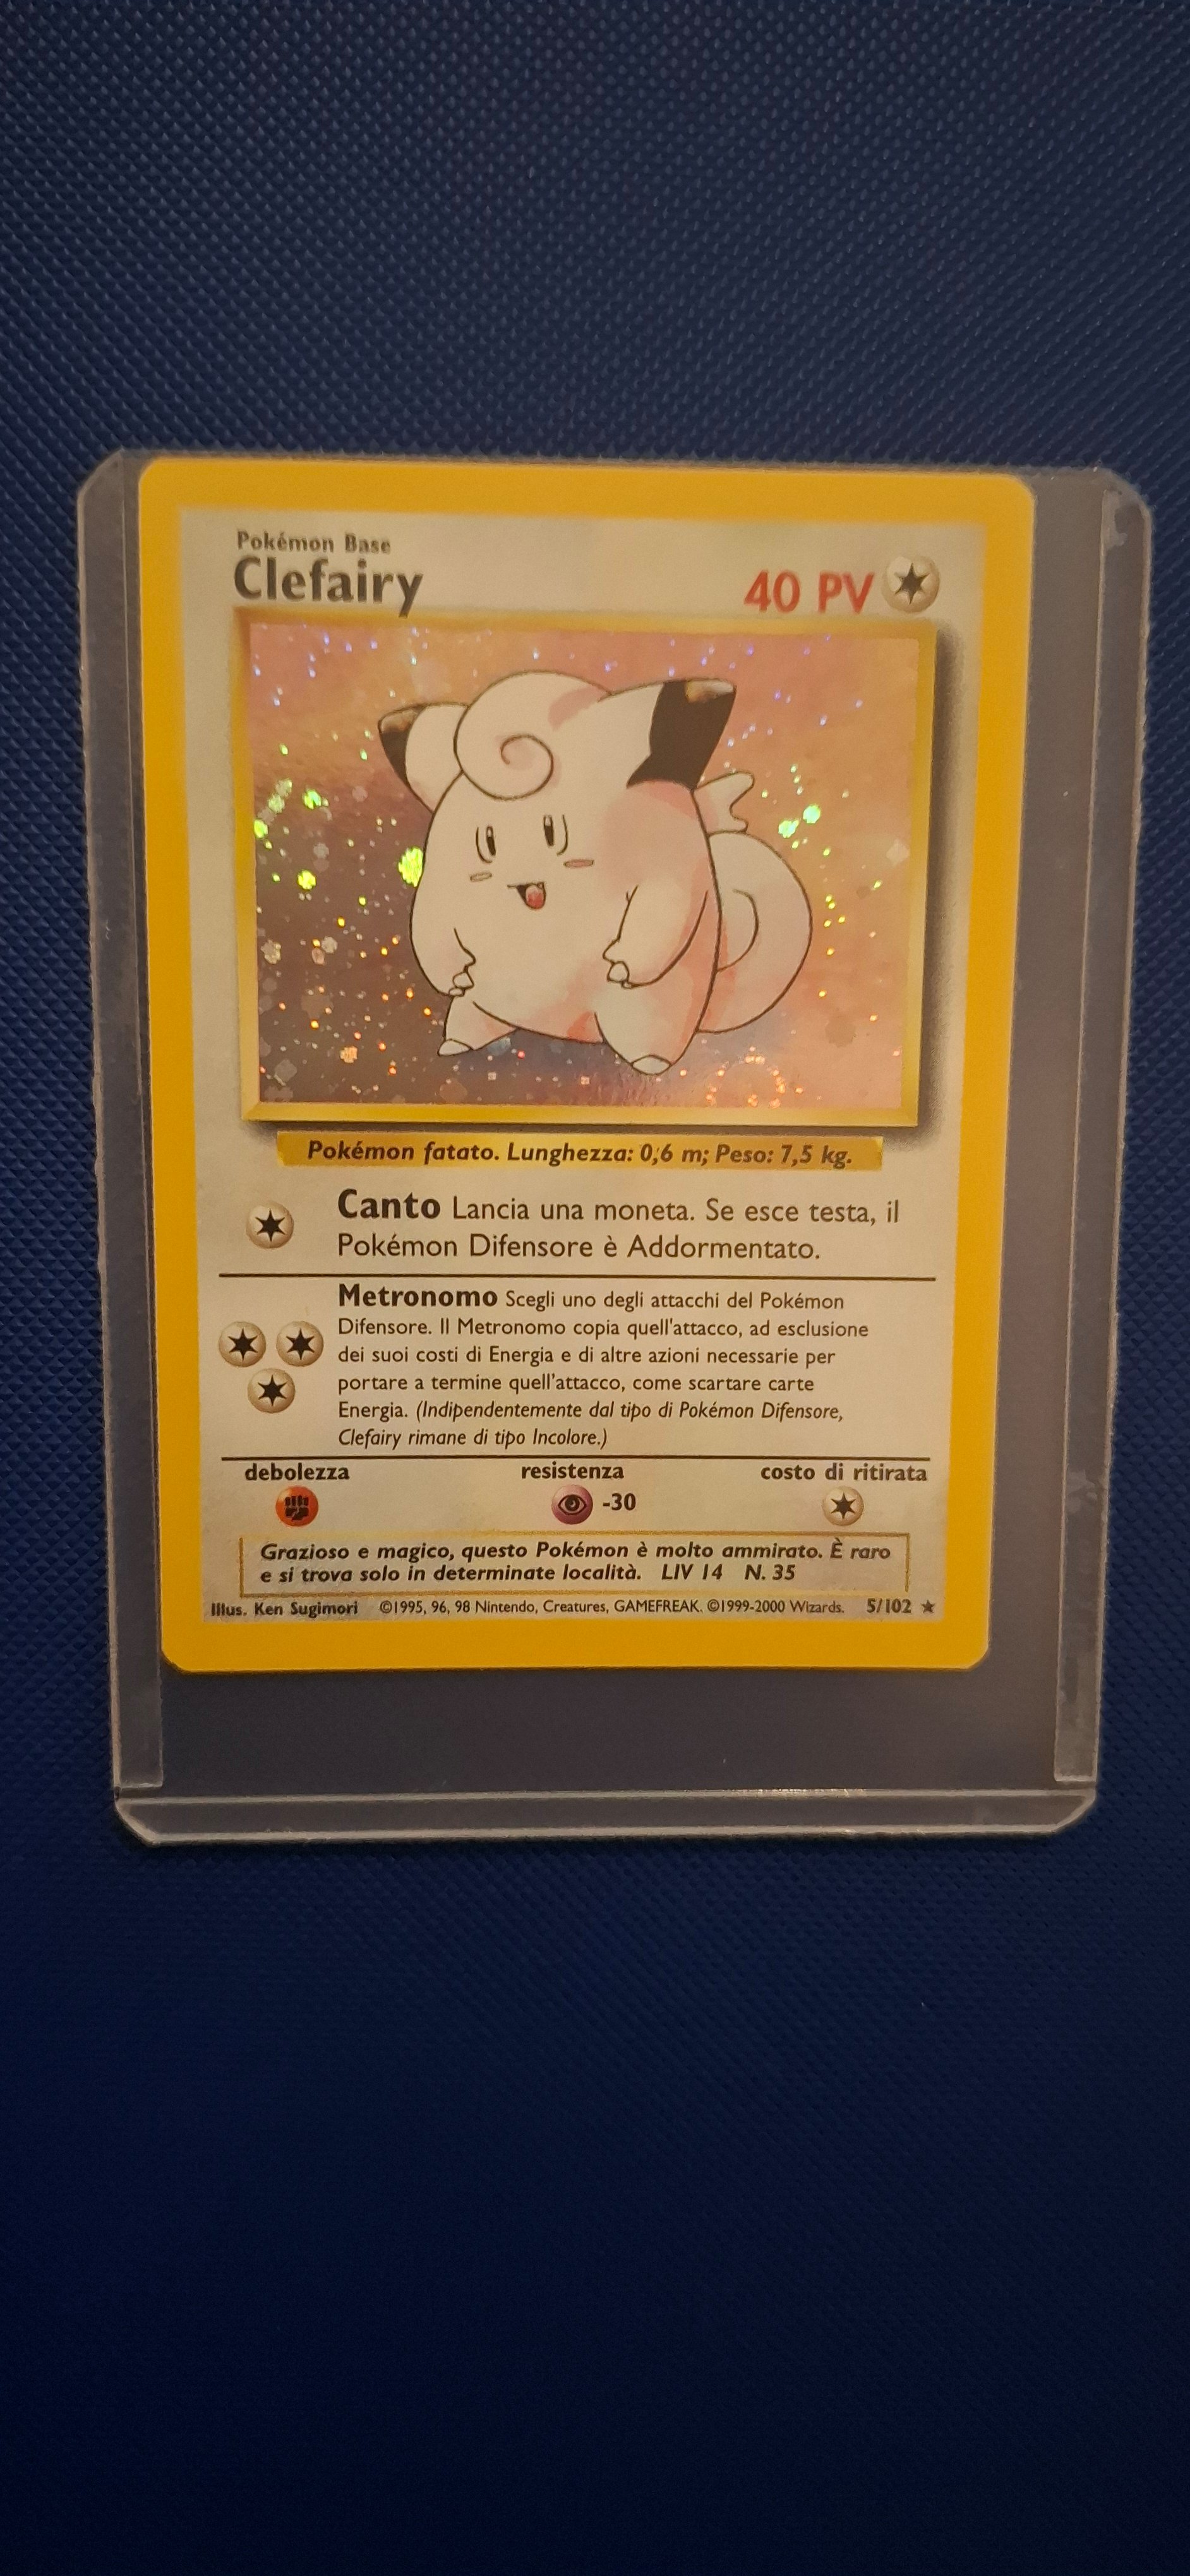 Pokémon Base
Clefairy
40 PV
Pokémon fatato. Lunghezza: 0,6 m; Peso: 7,5 kg.
Canto Lancia una moneta. Se esce testa, il
Pokémon Difensore è Addormentato.
Metronomo Scegli uno degli attacchi del Pokémon
Difensore. Il Metronomo copia quell'attacco, ad esclusione
dei suoi costi di Energia e di altre azioni necessarie per
portare a termine quell'attacco, come scartare carte
Energia. (Indipendentemente dal tipo di Pokémon Difensore,
Clefairy rimane di tipo Incolore.)
debolezza resistenza costo di ritirata
-30
Grazioso e magico, questo Pokémon è molto ammirato. È raro
e si trova solo in determinate località. LIV 14 N. 35
Illus. Ken Sugimori ©1995, 96, 98 Nintendo, Creatures, GAMEFREAK. ©1999-2000 Wizards. 5/102 ★